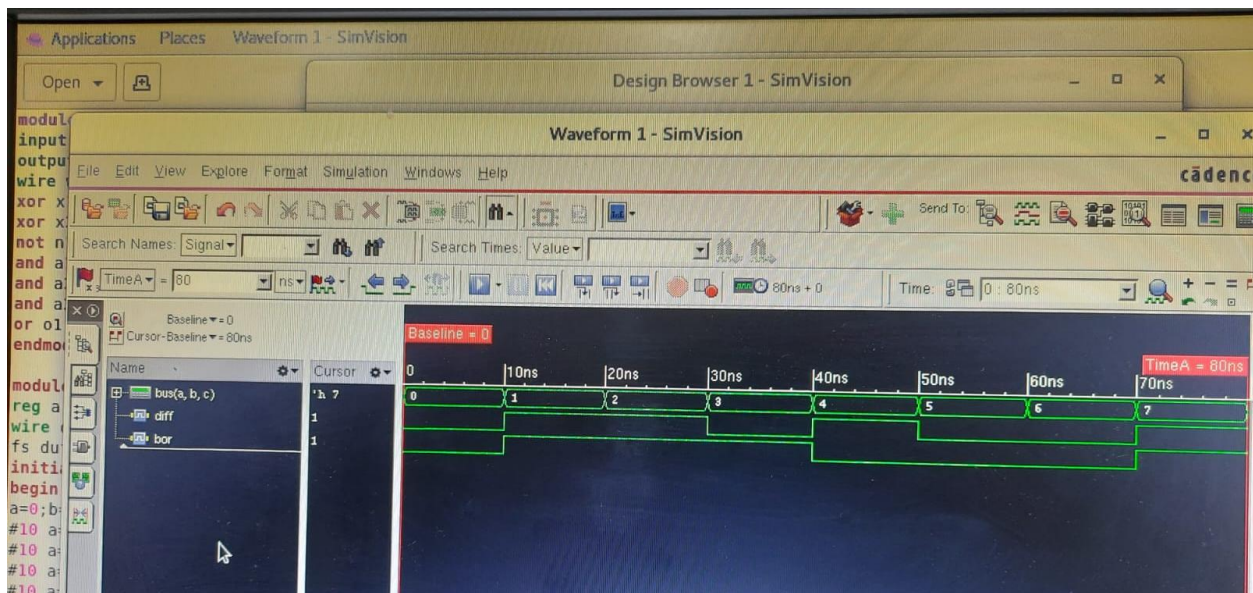 Applications Places Waveform 1 - SimVision
Open
Design Browser 1 - SimVision
Waveform 1 - SimVision
File Edit View Explore Format Simulation Windows Help
cādenc
Send To:
Search Names: Signal
Search Times: Value
TimeA = 80 ns
80ns + 0
Time: 0 : 80ns
Baseline = 0
Cursor-Baseline = 80ns
Baseline = 0
TimeA = 80ns
Name Cursor
0 10ns 20ns 30ns 40ns 50ns 60ns 70ns
bus(a, b, c) 'h 7 0 1 2 3 4 5 6 7
diff 1
bor 1
modul
input
outpu
wire
xor x
xor x
not n
and a
and a
and a
or o1
endmo
modul
reg a
wire
fs du
initi
begin
a=0;b
#10 a
#10 a
#10 a
#10 a